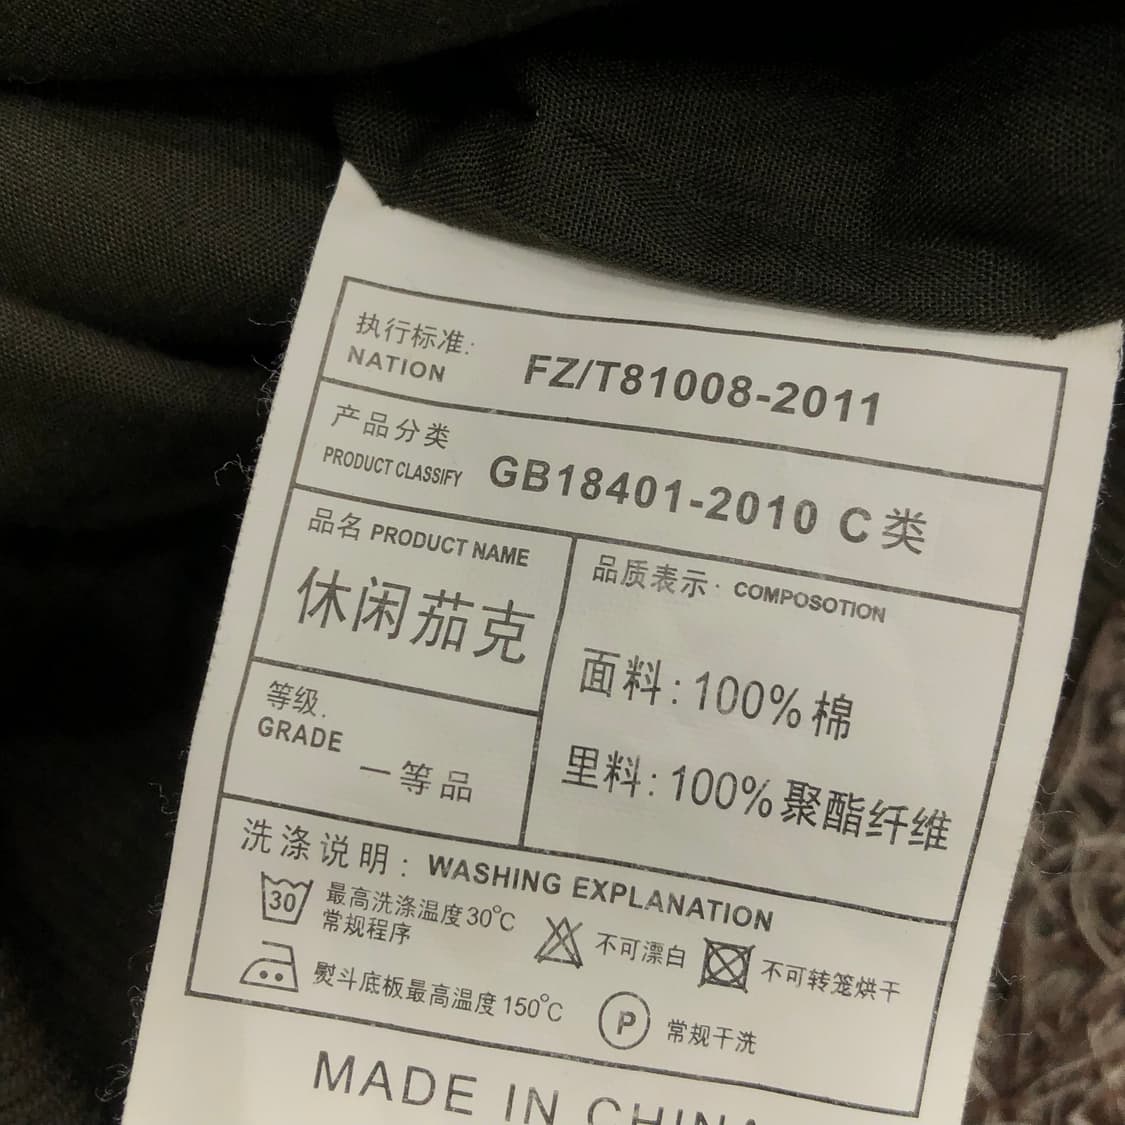 执行标准: FZ/T81008-2011
NATION
产品分类 GB18401-2010 C类
PRODUCT CLASSIFY
品名 PRODUCT NAME
休闲茄克
品质表示: COMPOSOTION
面料:100%棉
里料:100%聚酯纤维
等级.
GRADE
一等品
洗涤说明: WASHING EXPLANATION
30 最高洗涤温度30℃
常规程序
不可漂白
不可转笼烘干
熨斗底板最高温度150℃
P 常规干洗
MADE IN CHINA